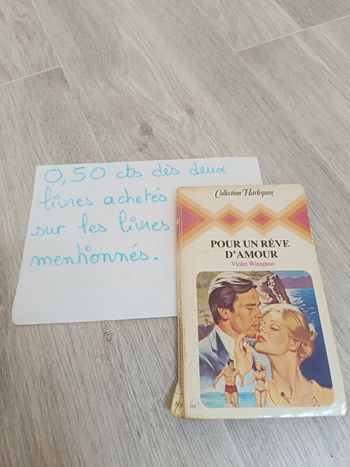 0,50 cts dès deux
livres achetés
sur les livres
mentionnés.
Collection Harlequin
POUR UN RÊVE
D'AMOUR
Violet Winspear